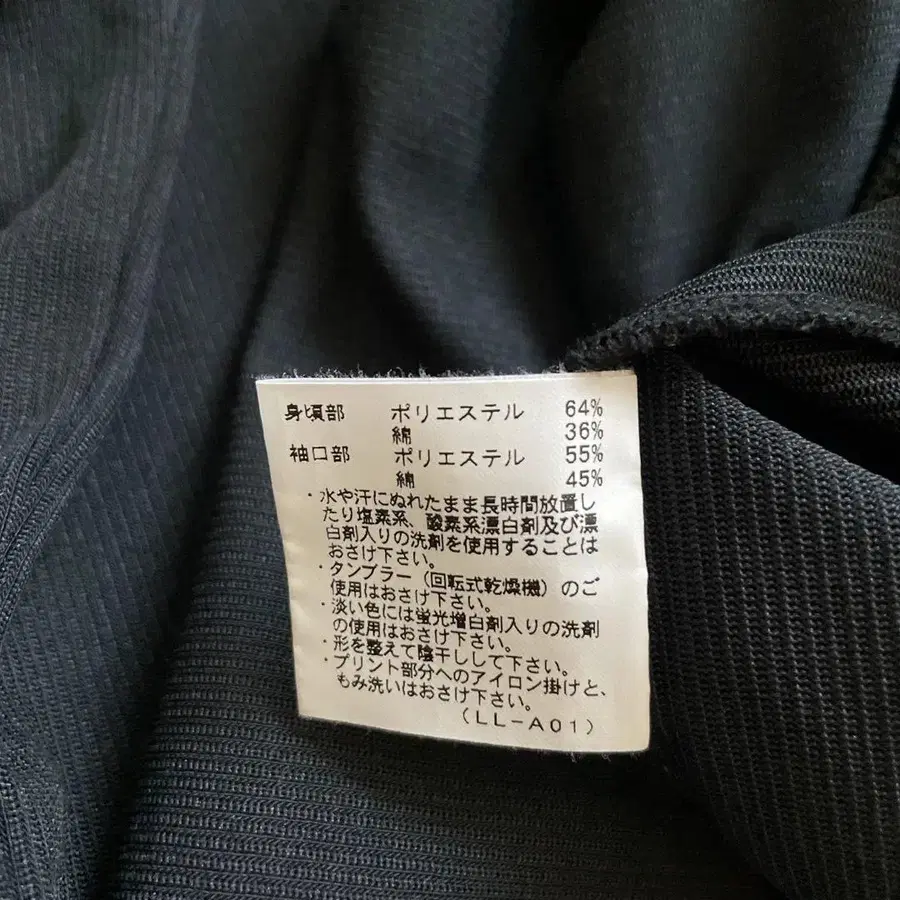 身頃部 ポリエステル 64%
綿 36%
袖口部 ポリエステル 55%
綿 45%
・水や汗にぬれたまま長時間放置し
たり塩素系、酸素系漂白剤及び漂
白剤入りの洗剤を使用することは
おさけ下さい。
・タンブラー（回転式乾燥機）のご
使用はおさけ下さい。
・淡い色には蛍光増白剤入りの洗剤
の使用はおさけ下さい。
・形を整えて陰干しして下さい。
・プリント部分へのアイロン掛けと、
もみ洗いはおさけ下さい。
（LL-A01）